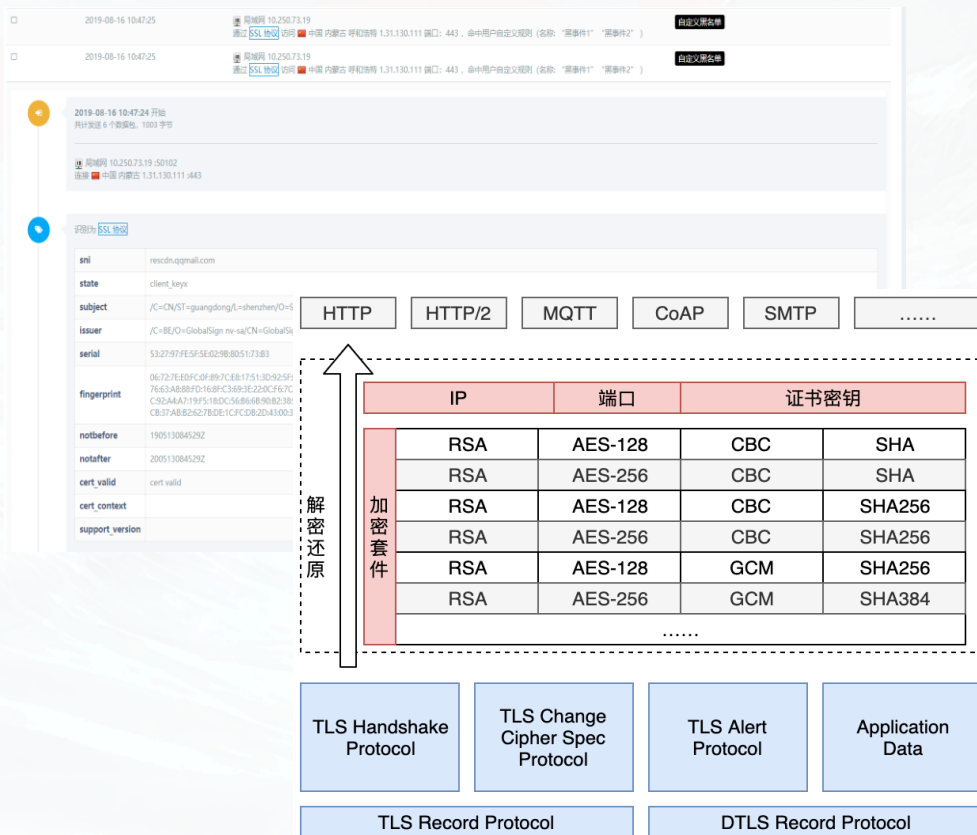 2019-08-16 10:47:25
局域网 10.250.73.19
自定义黑名单
通过 SSL 协议 访问 中国 内蒙古 呼和浩特 1.31.130.111 端口：443 ，命中用户自定义规则 (名称: "黑事件1" "黑事件2" )
2019-08-16 10:47:25
局域网 10.250.73.19
自定义黑名单
通过 SSL 协议 访问 中国 内蒙古 呼和浩特 1.31.130.111 端口：443 ，命中用户自定义规则 (名称: "黑事件1" "黑事件2" )
2019-08-16 10:47:24 开始
共计发送 6 个数据包，1003 字节
局域网 10.250.73.19 :50102
连接 中国 内蒙古 1.31.130.111 :443
识别为 SSL 协议
sni rescdn.qqmail.com
state client_keyx
subject /C=CN/ST=guangdong/L=shenzhen/O=
issuer /C=BE/O=GlobalSign nv-sa/CN=GlobalSi
serial 53:27:97:FE:5F:5E:02:9B:80:51:73:B3
fingerprint
notbefore 190513084529Z
notafter 200513084529Z
cert_valid cert valid
cert_context
support_version
HTTP HTTP/2 MQTT CoAP SMTP ……
解密还原
IP 端口 证书密钥
加密套件
RSA AES-128 CBC SHA
RSA AES-256 CBC SHA
RSA AES-128 CBC SHA256
RSA AES-256 CBC SHA256
RSA AES-128 GCM SHA256
RSA AES-256 GCM SHA384
……
TLS Handshake
Protocol
TLS Change
Cipher Spec
Protocol
TLS Alert
Protocol
Application
Data
TLS Record Protocol
DTLS Record Protocol